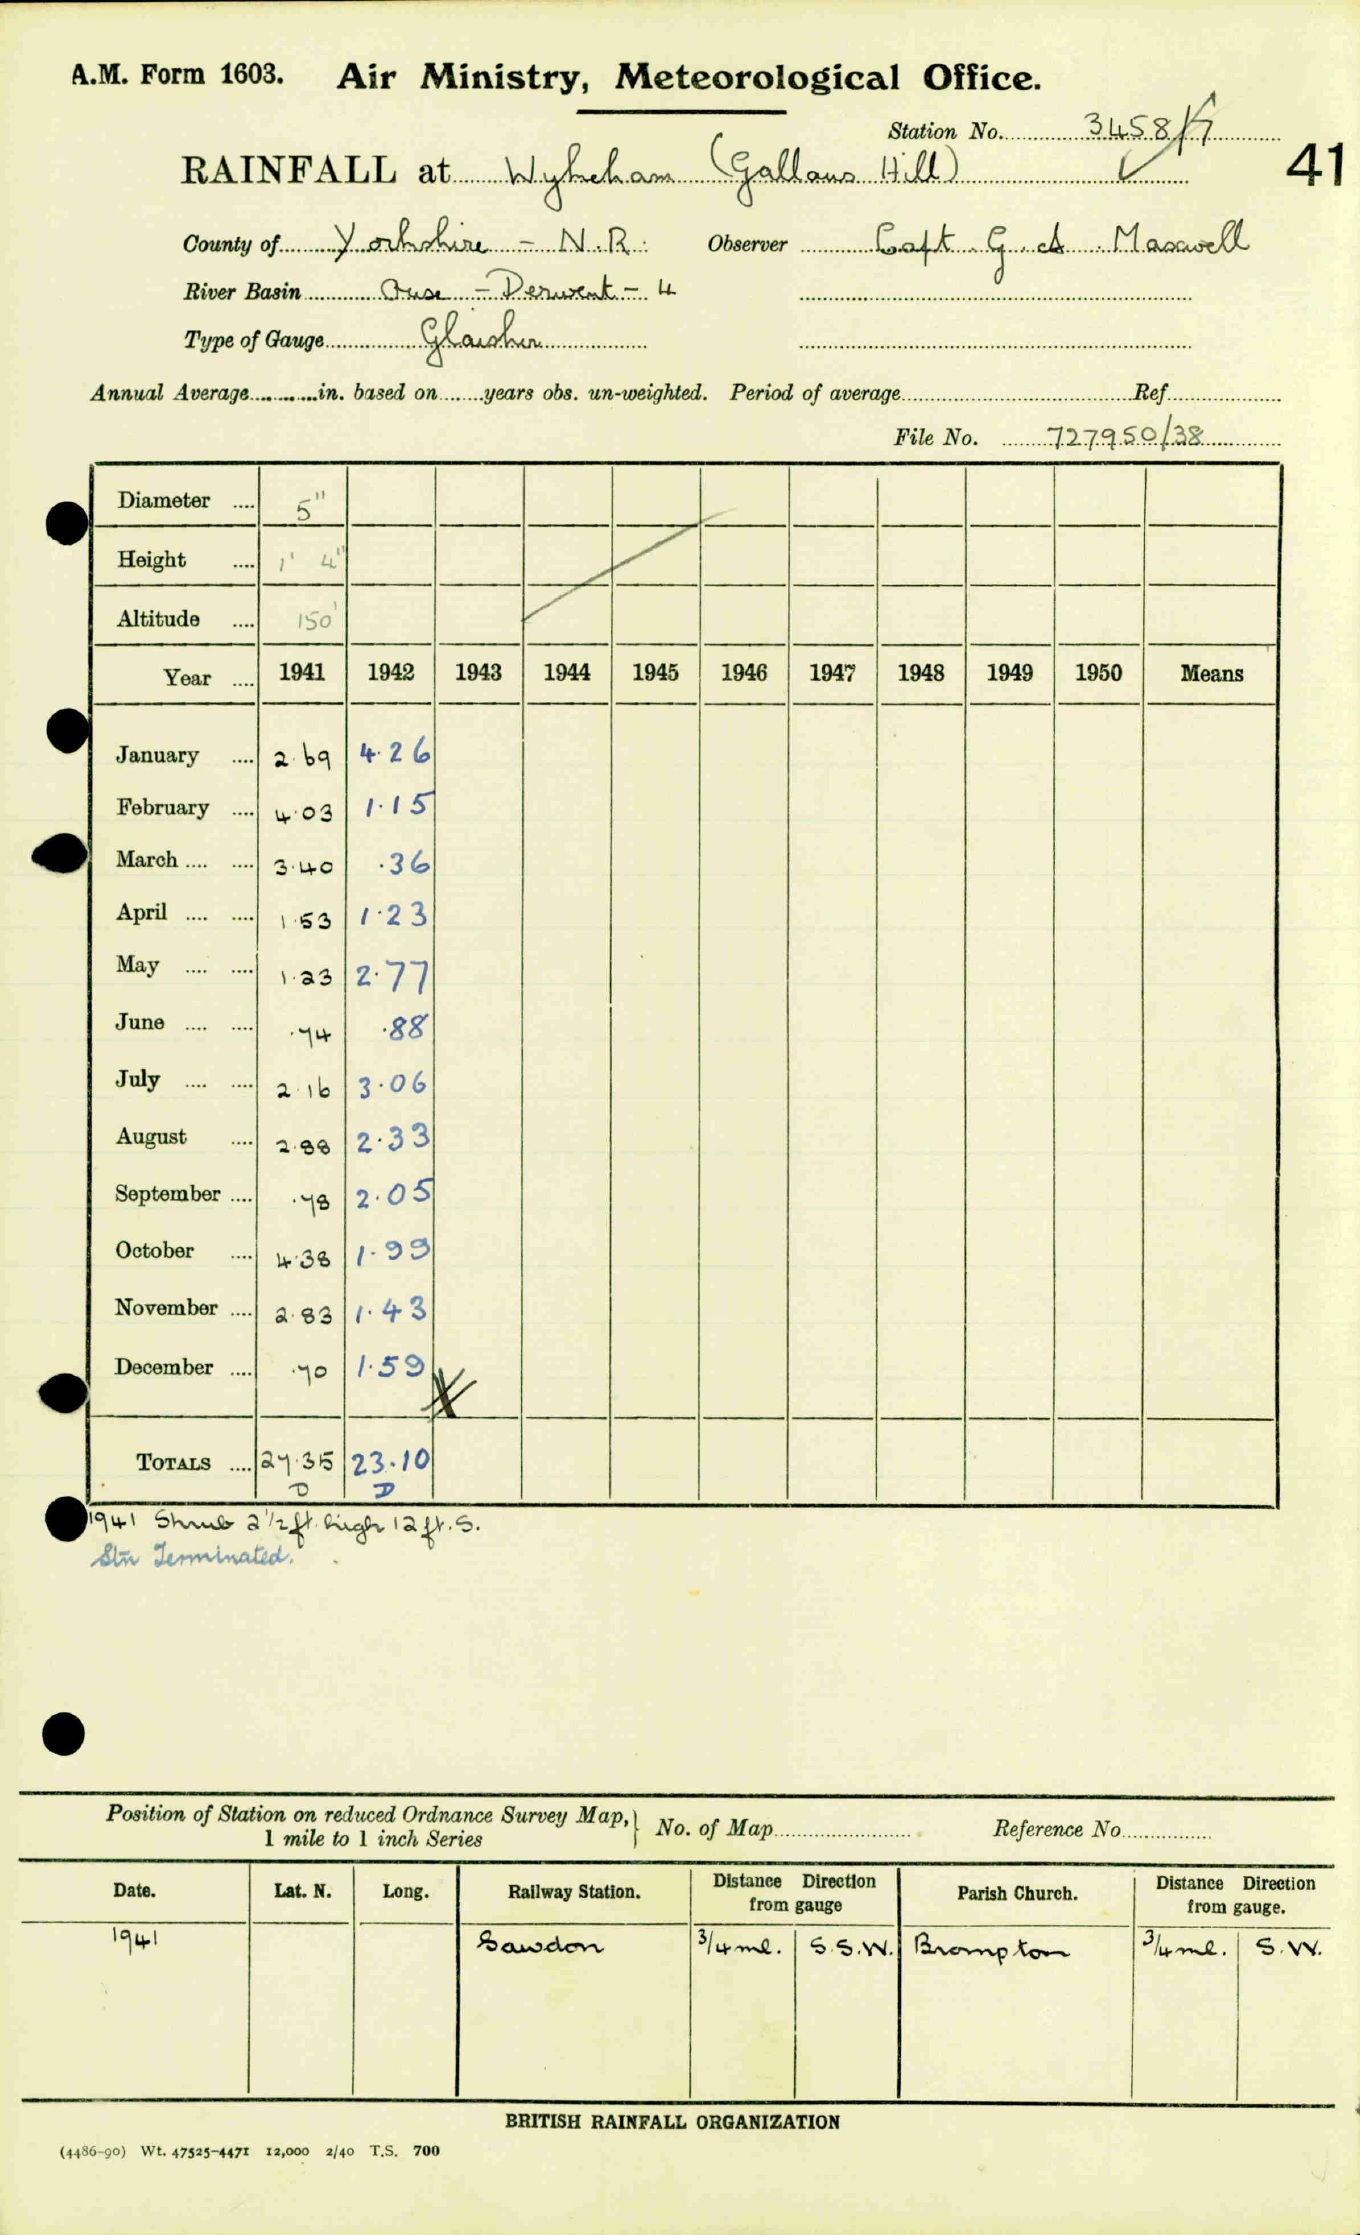 A.M. Form 1603. Air Ministry, Meteorological Office.
Station No. 3458/7
41
RAINFALL at Wykeham (Gallows Hill)
County of Yorkshire - N.R. Observer Capt G. A. Maxwell
River Basin Ouse - Derwent - 4
Type of Gauge Glaisher
Annual Average in. based on years obs. un-weighted. Period of average Ref.
File No. 727950/38
Diameter 5"
Height 1' 4"
Altitude 150'
Year 1941 1942 1943 1944 1945 1946 1947 1948 1949 1950 Means
January 2.69 4.26
February 4.03 1.15
March 3.40 .36
April 1.53 1.23
May 1.23 2.77
June .74 .88
July 2.16 3.06
August 2.88 2.33
September .78 2.05
October 4.38 1.99
November 2.83 1.43
December .70 1.59
TOTALS 27.35 23.10
D D
1941 Shrub 2 1/2 ft. high 12 ft. S.
Stn Terminated.
Position of Station on reduced Ordnance Survey Map, No. of Map Reference No.
1 mile to 1 inch Series
Date. Lat. N. Long. Railway Station. Distance Direction from gauge Parish Church. Distance Direction from gauge.
1941 Sawdon 3/4 ml. S.S.W. Brompton 3/4 ml. S.W.
BRITISH RAINFALL ORGANIZATION
(4486-90) Wt. 47525-4471 12,000 2/40 T.S. 700